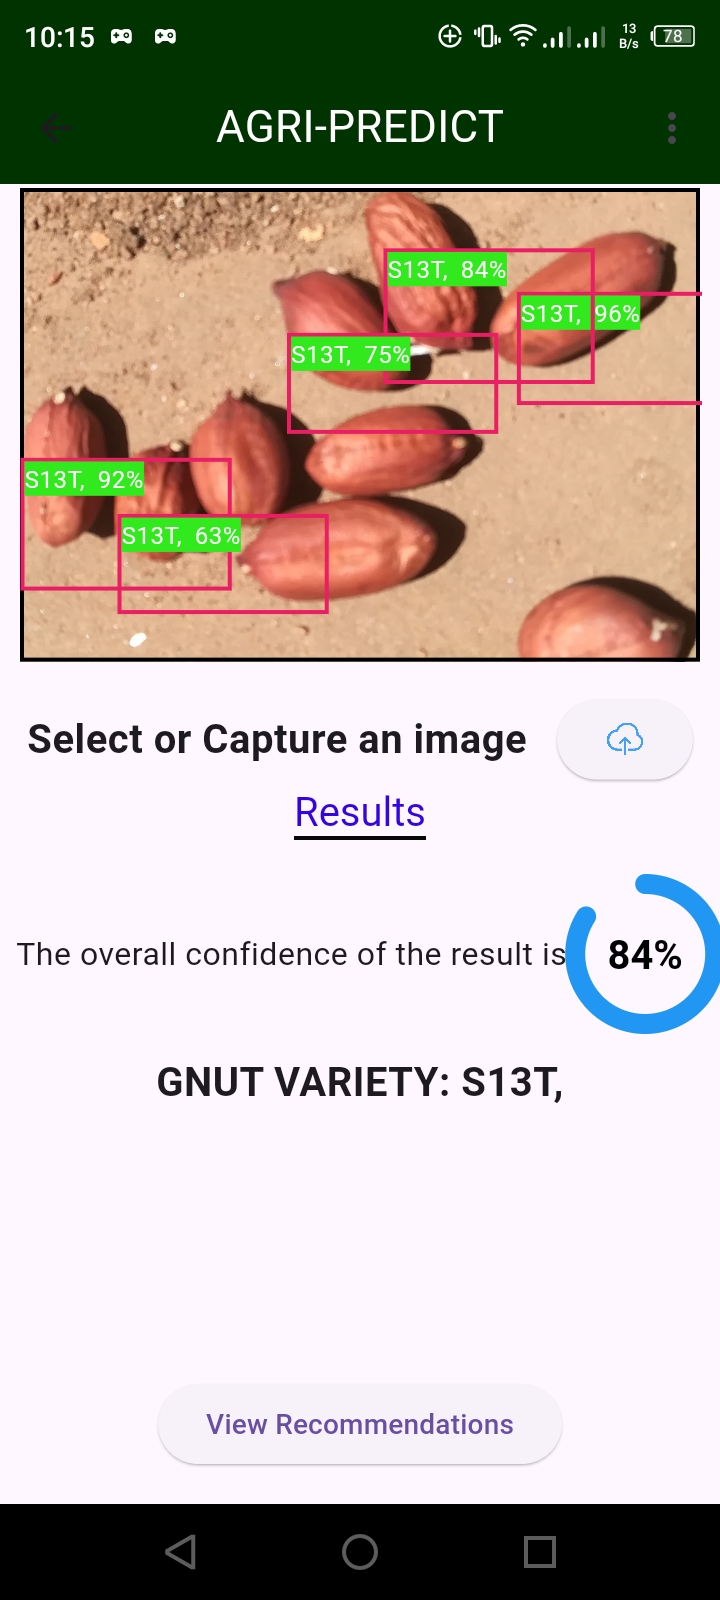 10:15 13 B/s 78
AGRI-PREDICT
S13T, 84%
S13T, 96%
S13T, 75%
S13T, 92%
S13T, 63%
Select or Capture an image
Results
The overall confidence of the result is 84%
GNUT VARIETY: S13T,
View Recommendations